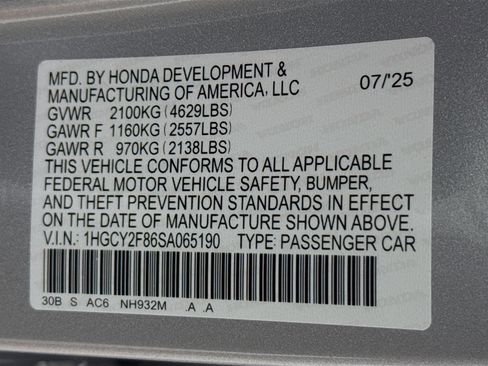 MFD. BY HONDA DEVELOPMENT &
MANUFACTURING OF AMERICA, LLC 07/'25
GVWR 2100KG (4629LBS)
GAWR F 1160KG (2557LBS)
GAWR R 970KG (2138LBS)
THIS VEHICLE CONFORMS TO ALL APPLICABLE
FEDERAL MOTOR VEHICLE SAFETY, BUMPER,
AND THEFT PREVENTION STANDARDS IN EFFECT
ON THE DATE OF MANUFACTURE SHOWN ABOVE.
V.I.N.: 1HGCY2F86SA065190 TYPE: PASSENGER CAR
30B S AC6 NH932M .A .A